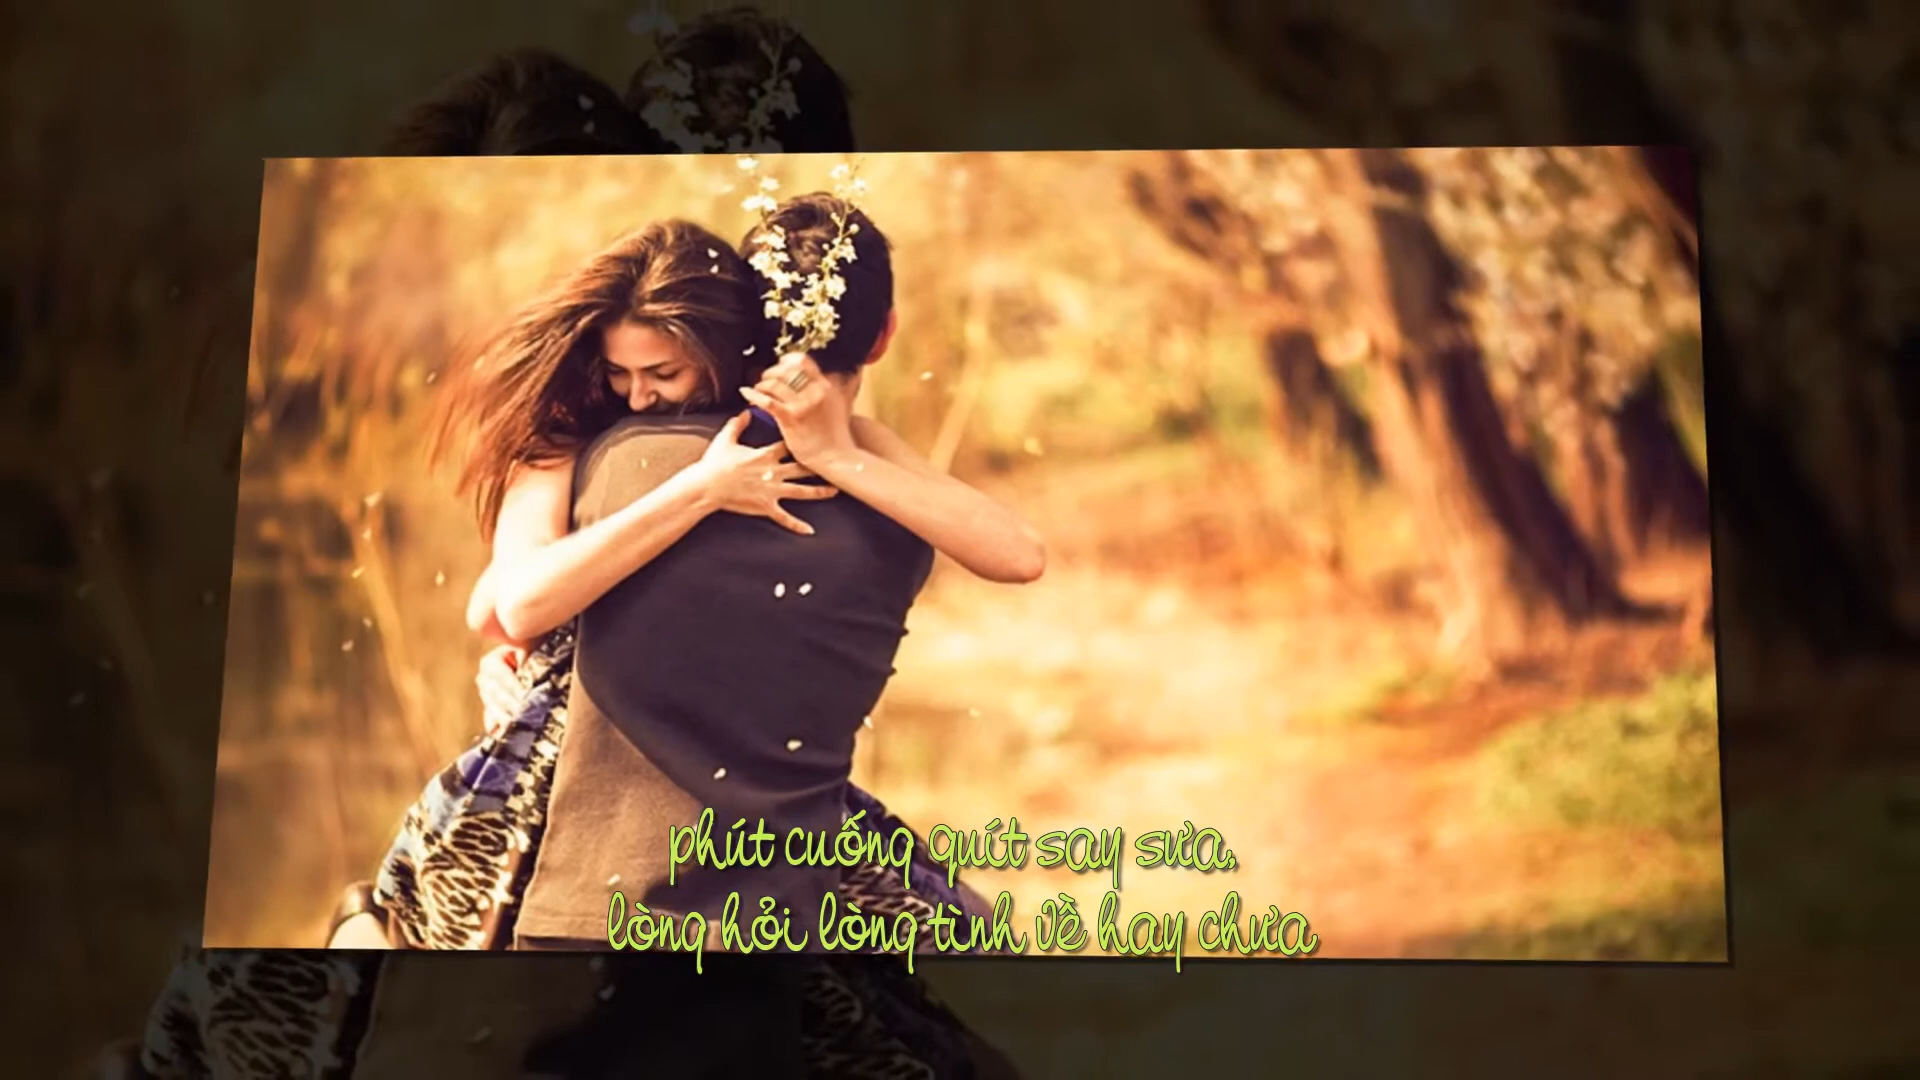 phút cuống quít say sưa,
lòng hỏi lòng tình về hay chưa